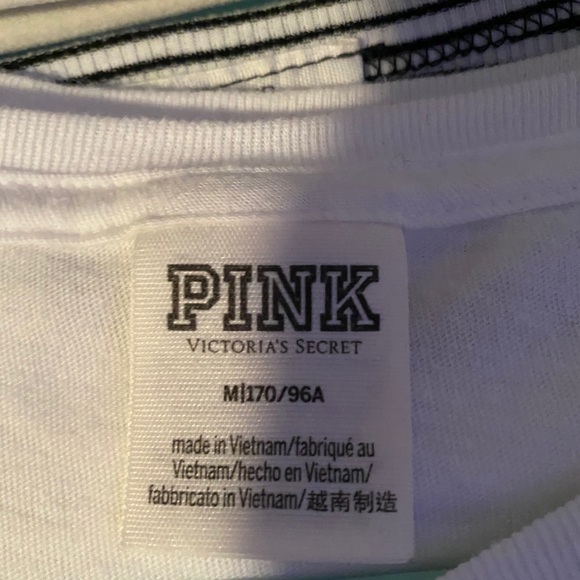 PINK
VICTORIA'S SECRET
M|170/96A
made in Vietnam/fabriqué au
Vietnam/hecho en Vietnam/
fabbricato in Vietnam/越南制造